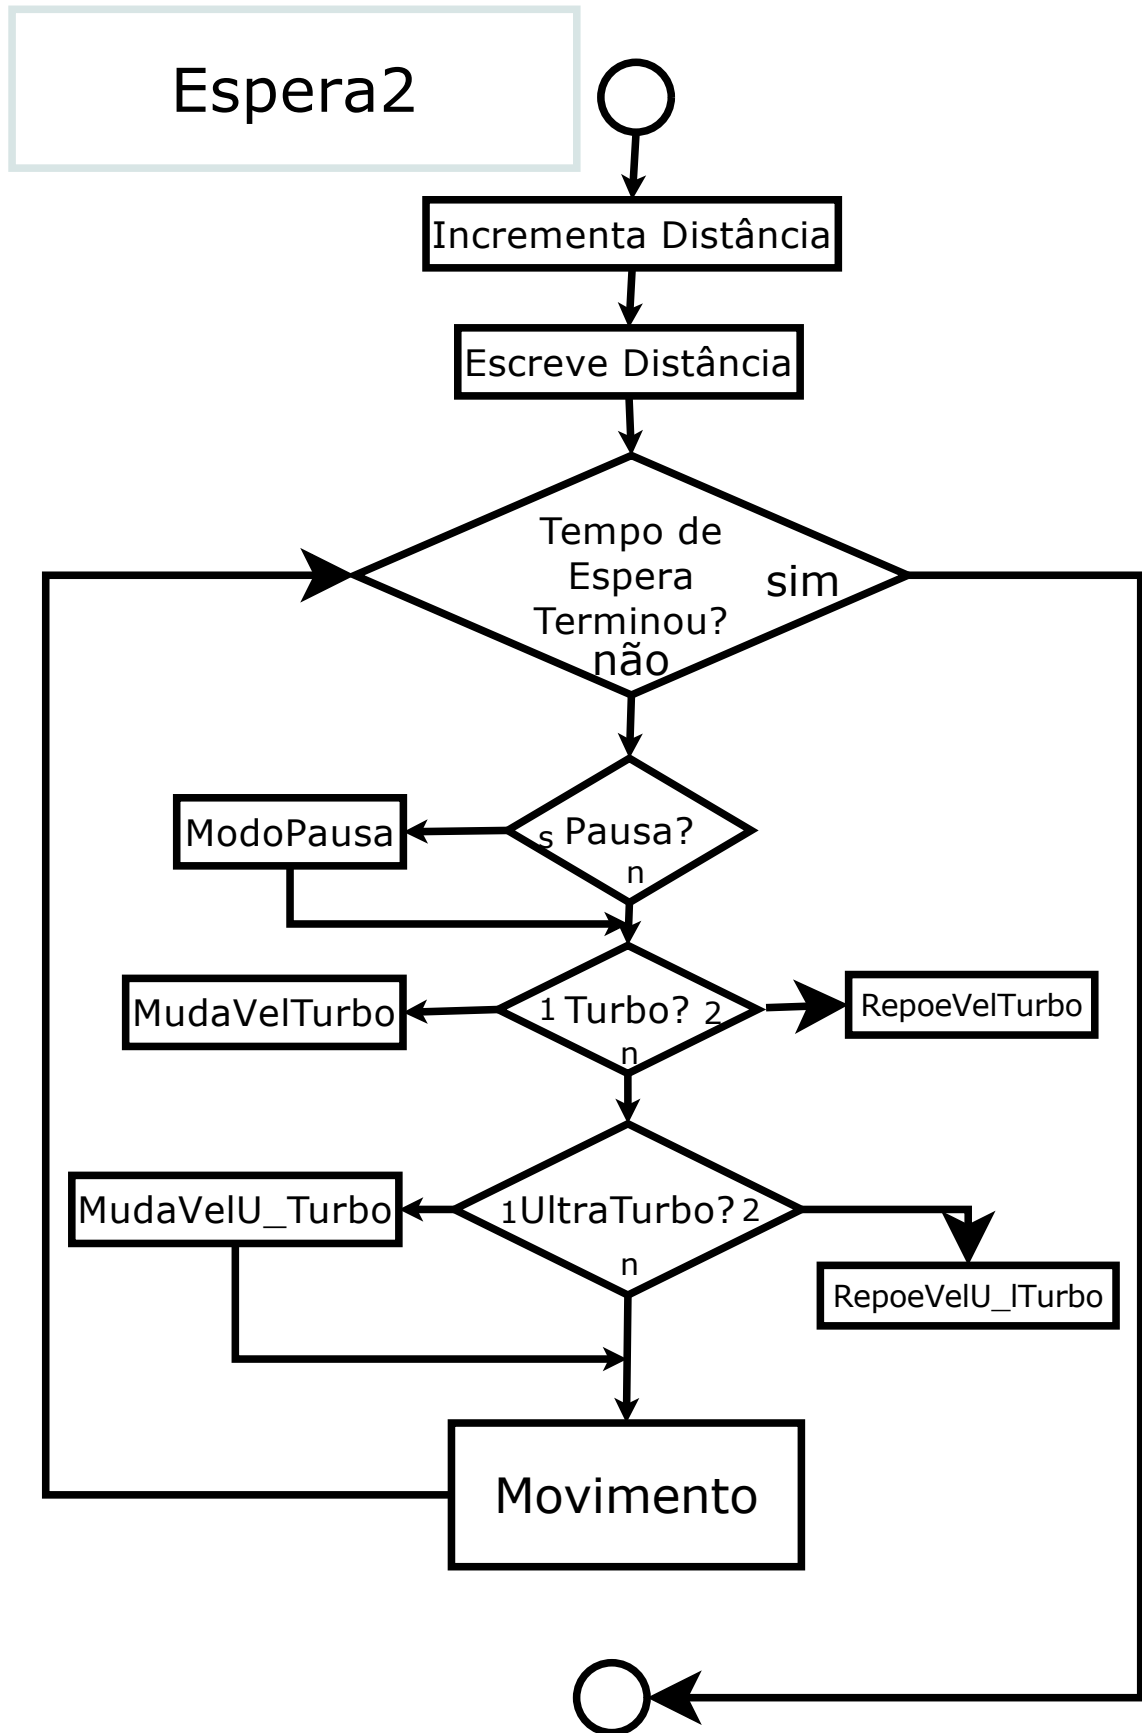 Espera2
Incrementa Distância
Escreve Distância
Tempo de
Espera
sim
Terminou?
não
ModoPausa
s Pausa?
n
MudaVelTurbo
1 Turbo? 2
RepoeVelTurbo
n
MudaVelU_Turbo
1UltraTurbo? 2
n
RepoeVelU_lTurbo
Movimento